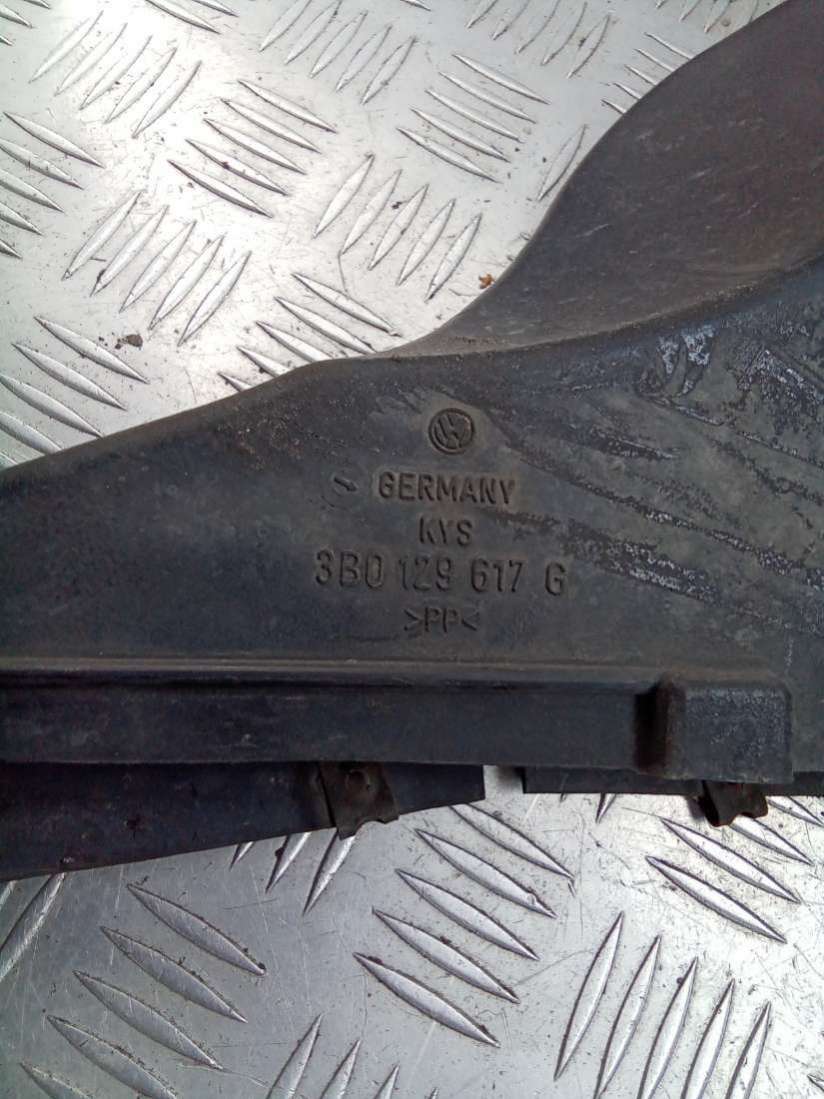 GERMANY
KYS
3B0 129 617 G
>PP<